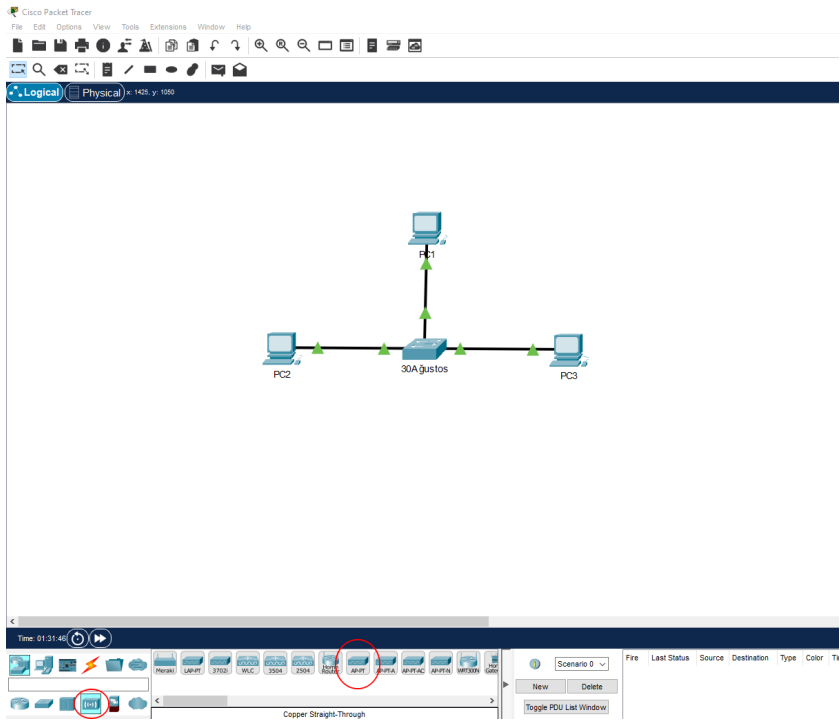 Cisco Packet Tracer
File Edit Options View Tools Extensions Window Help
Logical Physical x: 1425, y: 1050
PC1
PC2
30Ağustos
PC3
Time: 01:31:46
Meraki LAP-PT 3702i WLC 3504 2504 Home Router AP-PT AP-PT-A AP-PT-AC AP-PT-N WRT300N
Scenario 0
Fire Last Status Source Destination Type Color
New Delete
Toggle PDU List Window
Copper Straight-Through